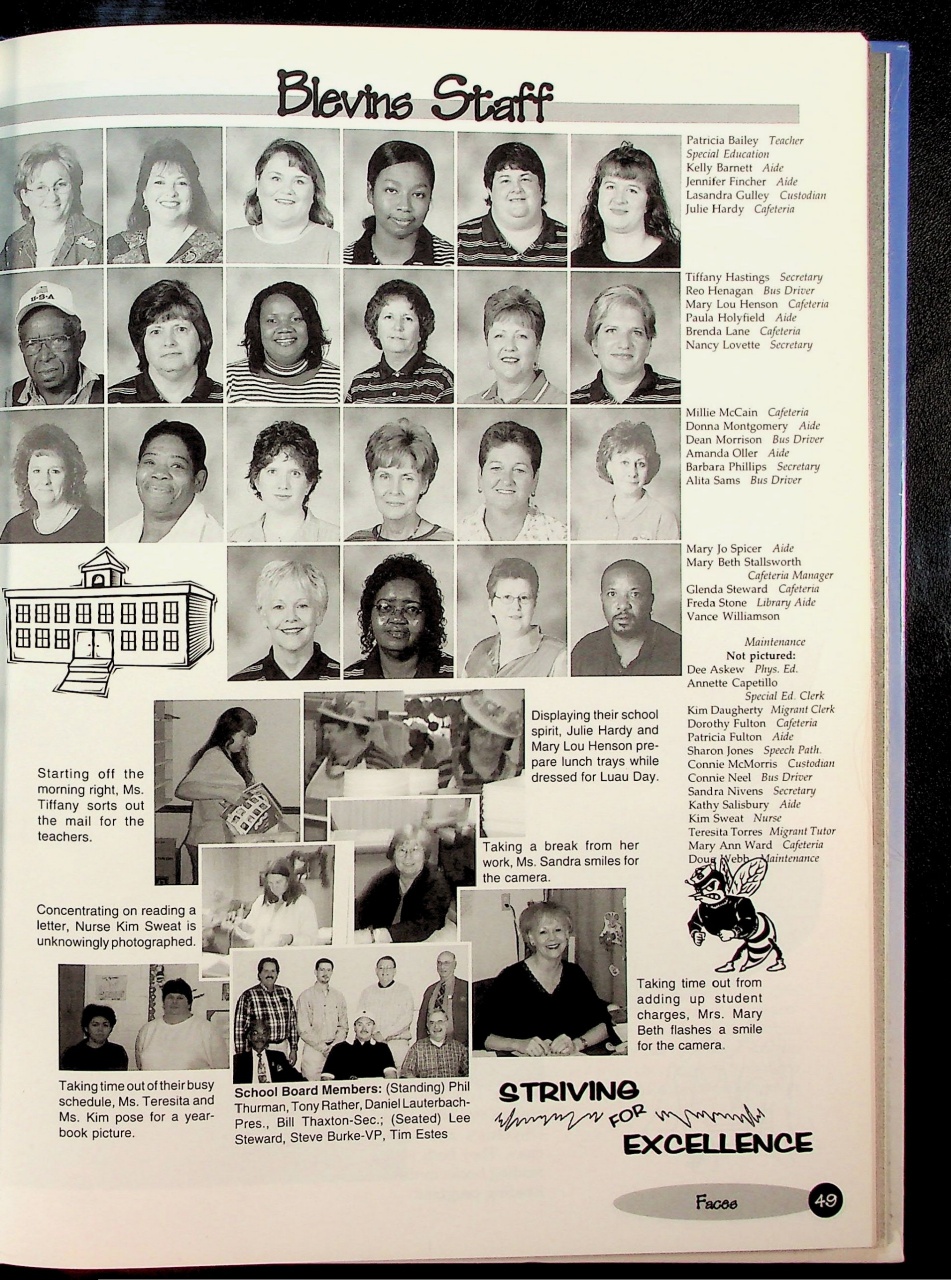 Blevins Staff
Patricia Bailey Teacher
Special Education
Kelly Barnett Aide
Jennifer Fincher Aide
Lasandra Gulley Custodian
Julie Hardy Cafeteria
U·S·A
Tiffany Hastings Secretary
Reo Henagan Bus Driver
Mary Lou Henson Cafeteria
Paula Holyfield Aide
Brenda Lane Cafeteria
Nancy Lovette Secretary
Millie McCain Cafeteria
Donna Montgomery Aide
Dean Morrison Bus Driver
Amanda Oller Aide
Barbara Phillips Secretary
Alita Sams Bus Driver
Mary Jo Spicer Aide
Mary Beth Stallsworth
Cafeteria Manager
Glenda Steward Cafeteria
Freda Stone Library Aide
Vance Williamson
Maintenance
Not pictured:
Dee Askew Phys. Ed.
Annette Capetillo
Special Ed. Clerk
Kim Daugherty Migrant Clerk
Dorothy Fulton Cafeteria
Patricia Fulton Aide
Sharon Jones Speech Path.
Connie McMorris Custodian
Connie Neel Bus Driver
Sandra Nivens Secretary
Kathy Salisbury Aide
Kim Sweat Nurse
Teresita Torres Migrant Tutor
Mary Ann Ward Cafeteria
Doug Webb Maintenance
Displaying their school
spirit, Julie Hardy and
Mary Lou Henson pre-
pare lunch trays while
dressed for Luau Day.
Starting off the
morning right, Ms.
Tiffany sorts out
the mail for the
teachers.
Taking a break from her
work, Ms. Sandra smiles for
the camera.
Concentrating on reading a
letter, Nurse Kim Sweat is
unknowingly photographed.
Taking time out from
adding up student
charges, Mrs. Mary
Beth flashes a smile
for the camera.
Taking time out of their busy
schedule, Ms. Teresita and
Ms. Kim pose for a year-
book picture.
School Board Members: (Standing) Phil
Thurman, Tony Rather, Daniel Lauterbach-
Pres., Bill Thaxton-Sec.; (Seated) Lee
Steward, Steve Burke-VP, Tim Estes
STRIVING
FOR
EXCELLENCE
Faces 49